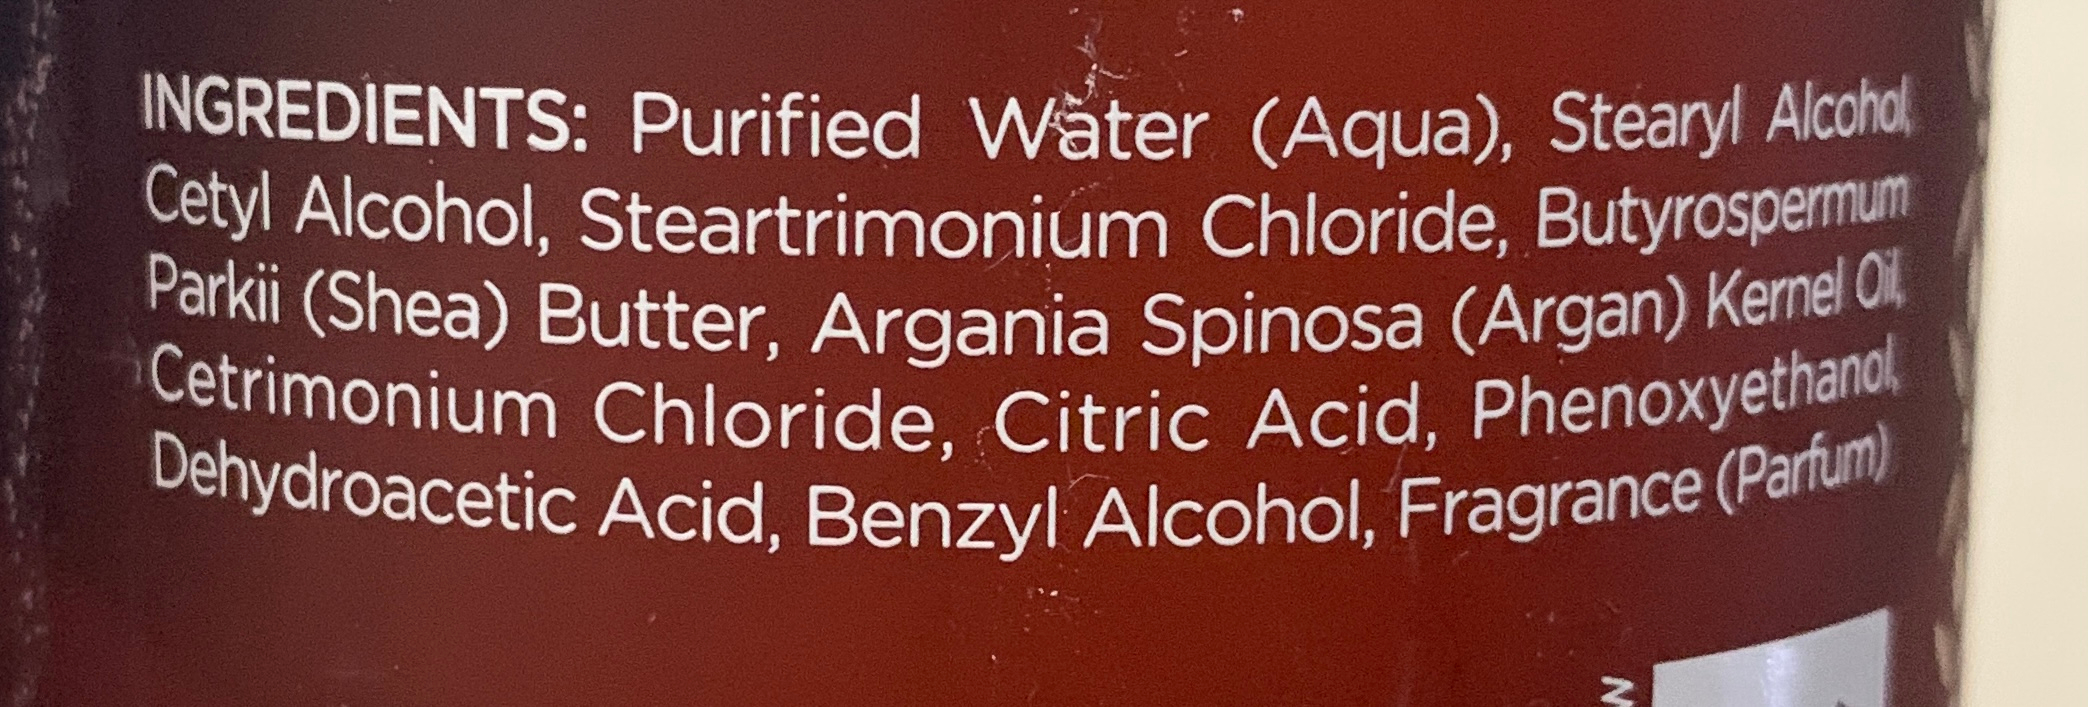 INGREDIENTS: Purified Water (Aqua), Stearyl Alcohol,
Cetyl Alcohol, Steartrimonium Chloride, Butyrospermum
Parkii (Shea) Butter, Argania Spinosa (Argan) Kernel Oil,
Cetrimonium Chloride, Citric Acid, Phenoxyethanol,
Dehydroacetic Acid, Benzyl Alcohol, Fragrance (Parfum)